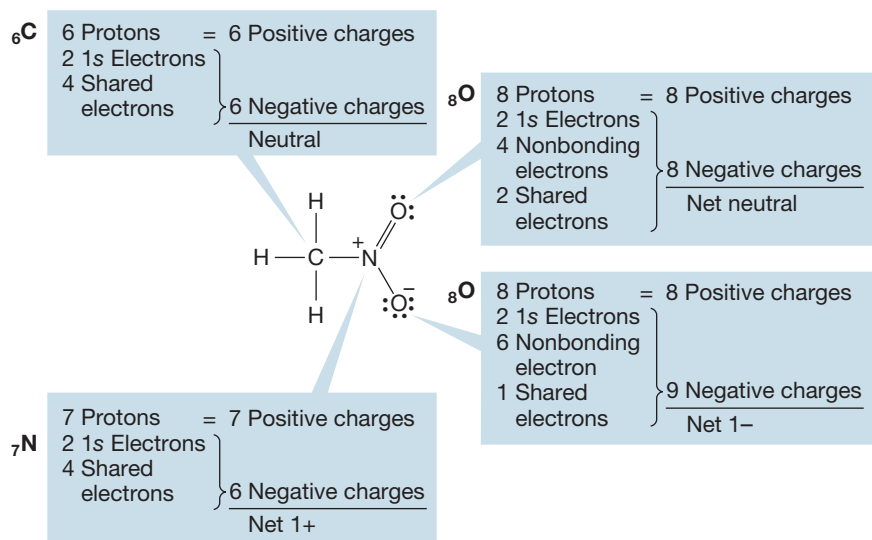 ₆C
6 Protons = 6 Positive charges
2 1s Electrons
4 Shared
electrons
6 Negative charges
Neutral
₈O
8 Protons = 8 Positive charges
2 1s Electrons
4 Nonbonding
electrons
8 Negative charges
2 Shared
Net neutral
electrons
H
O
+
H C N
H
O
−
₈O
8 Protons = 8 Positive charges
2 1s Electrons
6 Nonbonding
electron
1 Shared
9 Negative charges
electrons
Net 1−
₇N
7 Protons = 7 Positive charges
2 1s Electrons
4 Shared
electrons
6 Negative charges
Net 1+